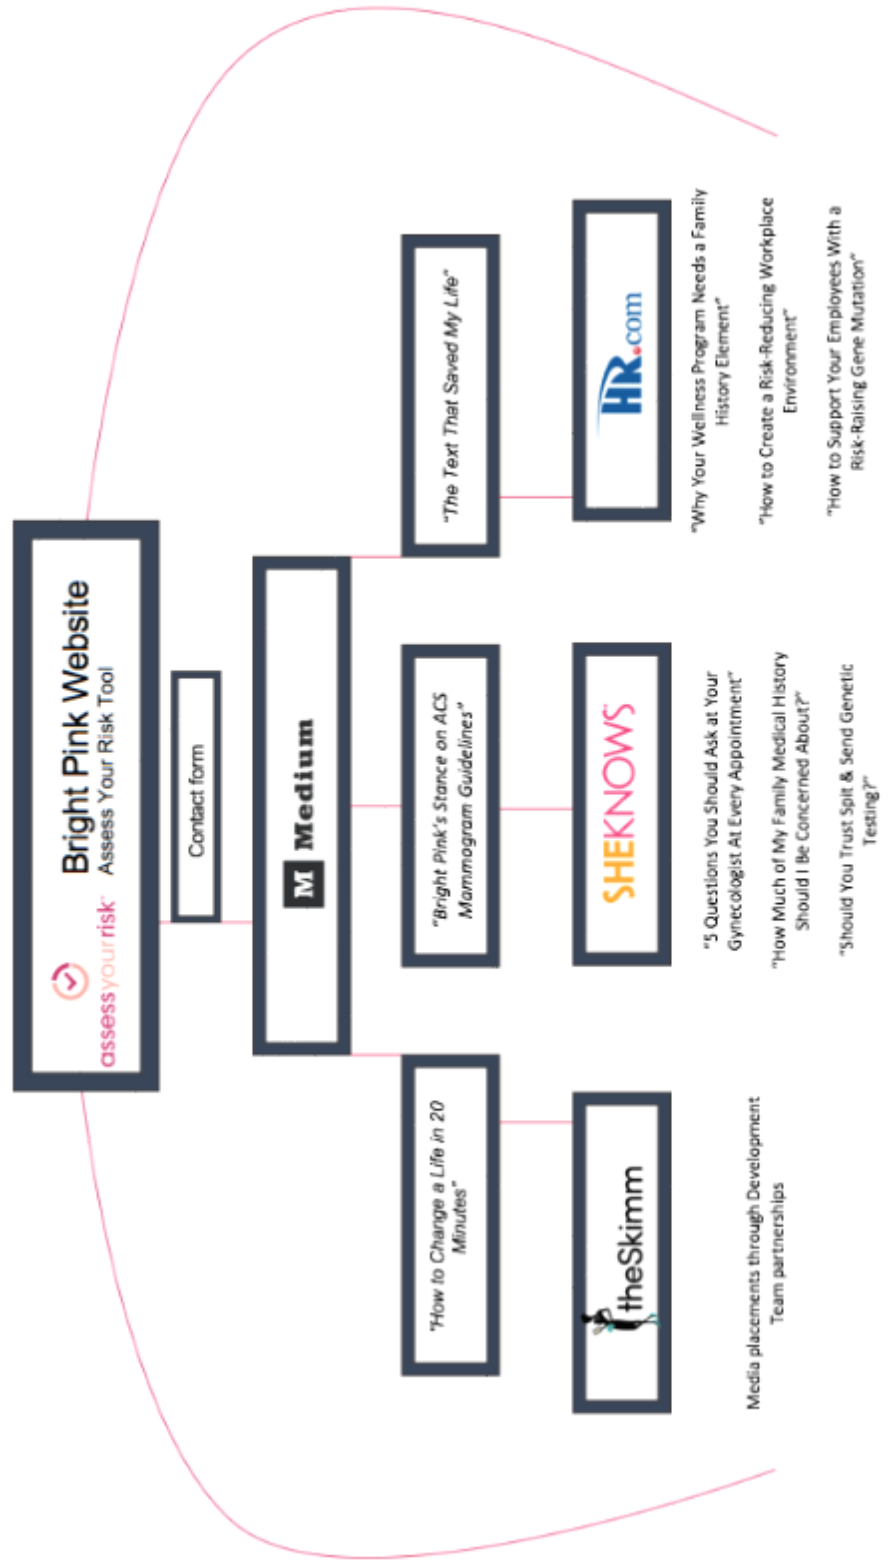 Bright Pink Website
assessyourrisk
Assess Your Risk Tool
Contact form
M Medium
"How to Change a Life in 20
Minutes"
"Bright Pink's Stance on ACS
Mammogram Guidelines"
"The Text That Saved My Life"
theSkimm
SHEKNOWS
HR.com
Media placements through Development
Team partnerships
"5 Questions You Should Ask at Your
Gynecologist At Every Appointment"
"How Much of My Family Medical History
Should I Be Concerned About?"
"Should You Trust Spit & Send Genetic
Testing?"
"Why Your Wellness Program Needs a Family
History Element"
"How to Create a Risk-Reducing Workplace
Environment"
"How to Support Your Employees With a
Risk-Raising Gene Mutation"